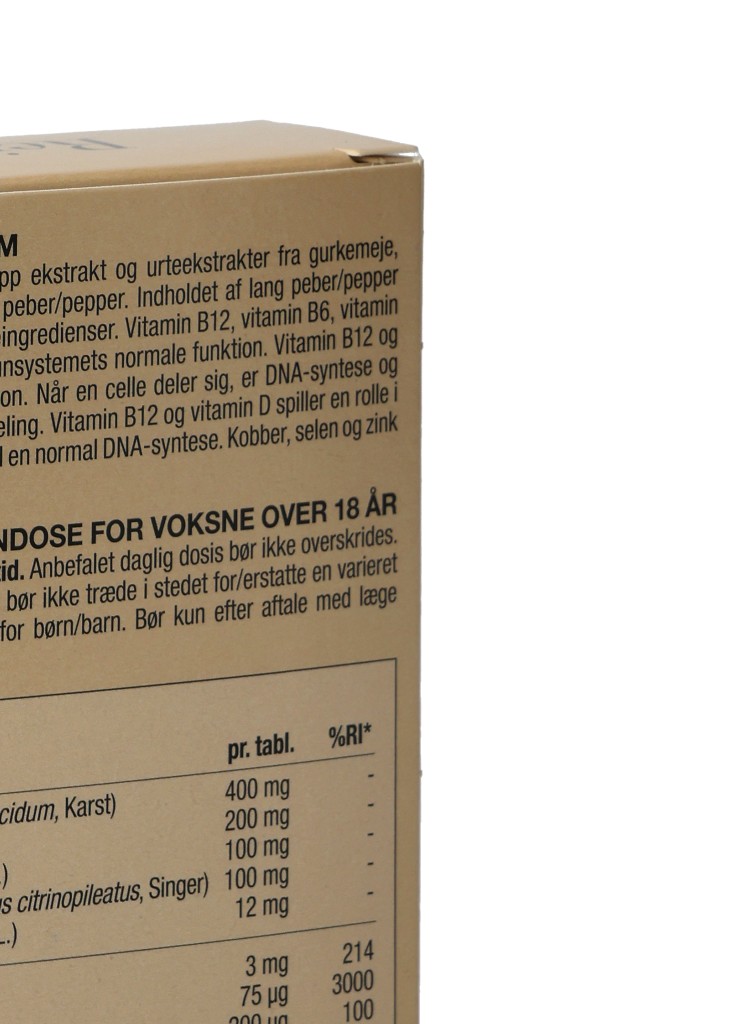 M
pp ekstrakt og urteekstrakter fra gurkemeje,
peber/pepper. Indholdet af lang peber/pepper
ingredienser. Vitamin B12, vitamin B6, vitamin
nsystemets normale funktion. Vitamin B12 og
on. Når en celle deler sig, er DNA-syntese og
eling. Vitamin B12 og vitamin D spiller en rolle i
en normal DNA-syntese. Kobber, selen og zink
NDOSE FOR VOKSNE OVER 18 ÅR
tid. Anbefalet daglig dosis bør ikke overskrides.
bør ikke træde i stedet for/erstatte en varieret
for børn/barn. Bør kun efter aftale med læge
pr. tabl. %RI*
400 mg -
cidum, Karst) 200 mg -
100 mg -
.) 100 mg -
s citrinopileatus, Singer) 12 mg -
L.)
3 mg 214
75 µg 3000
200 µg 100